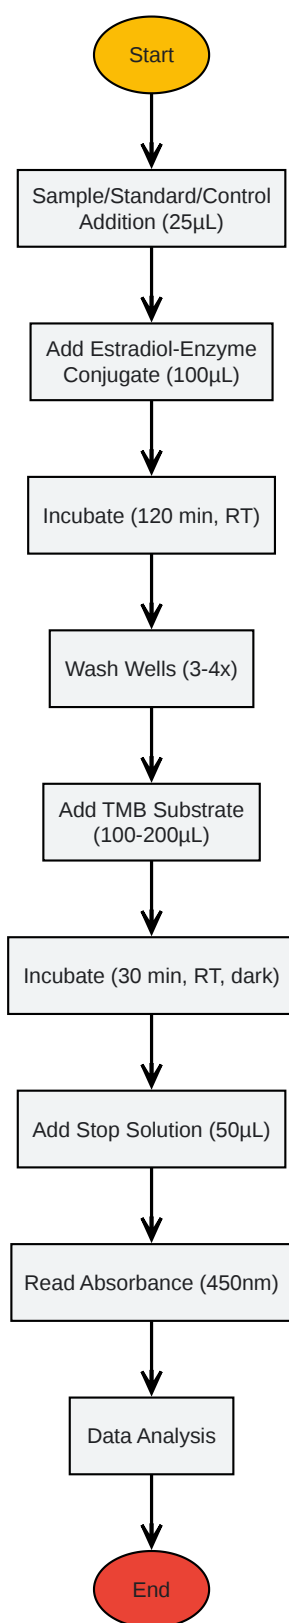 Start
Sample/Standard/Control
Addition (25µL)
Add Estradiol-Enzyme
Conjugate (100µL)
Incubate (120 min, RT)
Wash Wells (3-4x)
Add TMB Substrate
(100-200µL)
Incubate (30 min, RT, dark)
Add Stop Solution (50µL)
Read Absorbance (450nm)
Data Analysis
End